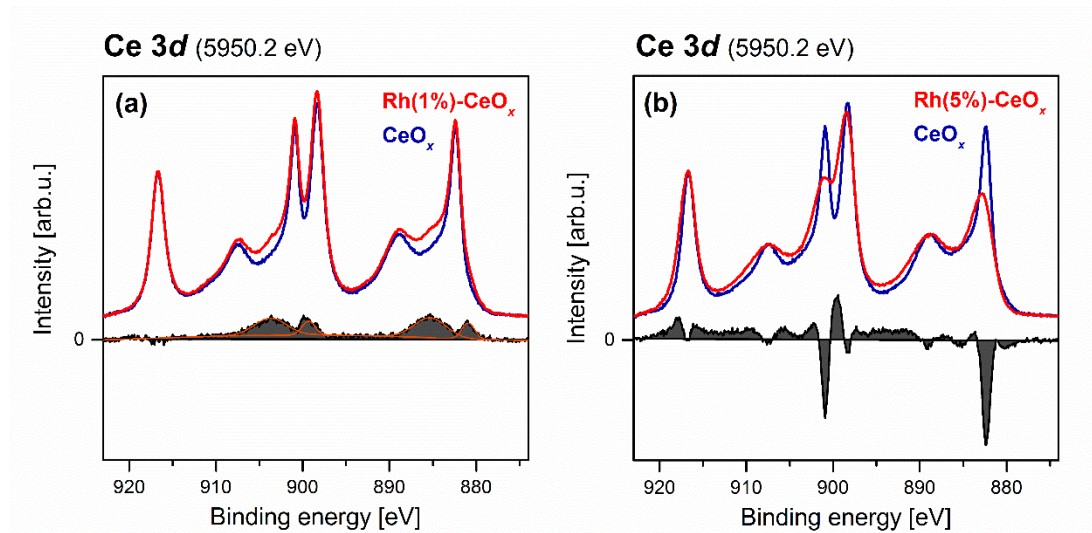 Ce 3d (5950.2 eV)
(a)
Rh(1%)-CeOx
CeOx
Intensity [arb.u.]
0
920 910 900 890 880
Binding energy [eV]
Ce 3d (5950.2 eV)
(b)
Rh(5%)-CeOx
CeOx
Intensity [arb.u.]
0
920 910 900 890 880
Binding energy [eV]